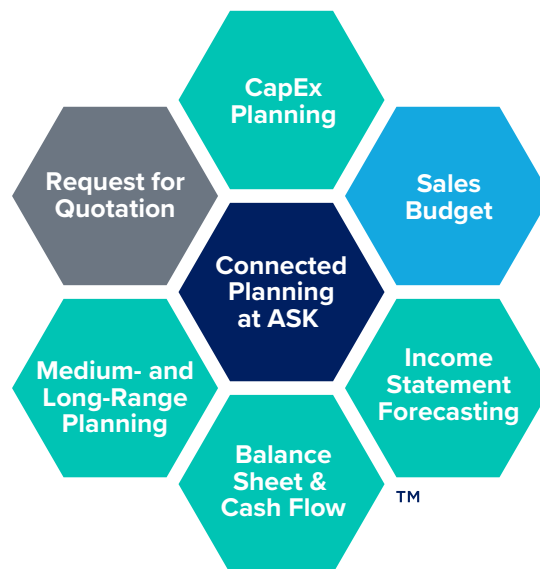 CapEx
Planning
Request for
Quotation
Sales
Budget
Connected
Planning
at ASK
Medium- and
Long-Range
Planning
Income
Statement
Forecasting
Balance
Sheet &
Cash Flow
TM